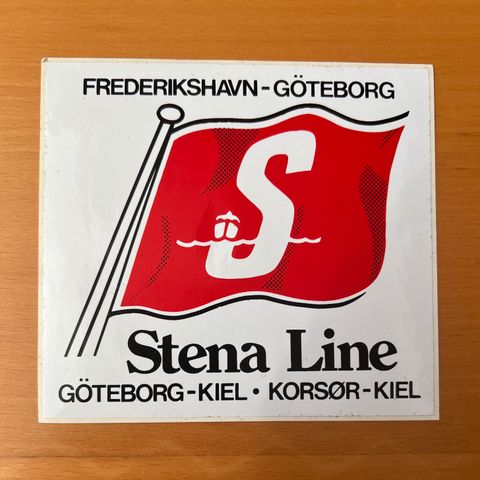 FREDERIKSHAVN-GÖTEBORG
S
Stena Line
GÖTEBORG-KIEL • KORSØR-KIEL